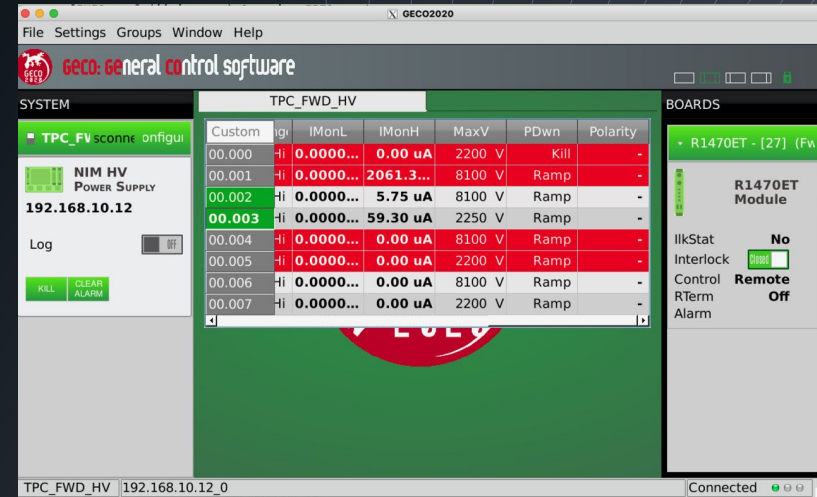 GECO2020
File Settings Groups Window Help
GECO 2020
GECO: GEneral COntrol software
SYSTEM
TPC_FWD_HV
BOARDS
TPC_F sconne onfigu
R1470ET - [27] (Fw
NIM HV
POWER SUPPLY
192.168.10.12
Log OFF
KILL CLEAR ALARM
Custom IMonL IMonH MaxV PDwn Polarity
00.000 Hi 0.0000... 0.00 uA 2200 V Kill -
00.001 Hi 0.0000... 2061.3... 8100 V Ramp -
00.002 Hi 0.0000... 5.75 uA 8100 V Ramp -
00.003 Hi 0.0000... 59.30 uA 2250 V Ramp -
00.004 Hi 0.0000... 0.00 uA 8100 V Ramp -
00.005 Hi 0.0000... 0.00 uA 2200 V Ramp -
00.006 Hi 0.0000... 0.00 uA 8100 V Ramp -
00.007 Hi 0.0000... 0.00 uA 2200 V Ramp -
R1470ET
Module
IlkStat No
Interlock Closed
Control Remote
RTerm Off
Alarm
TPC_FWD_HV 192.168.10.12_0
Connected